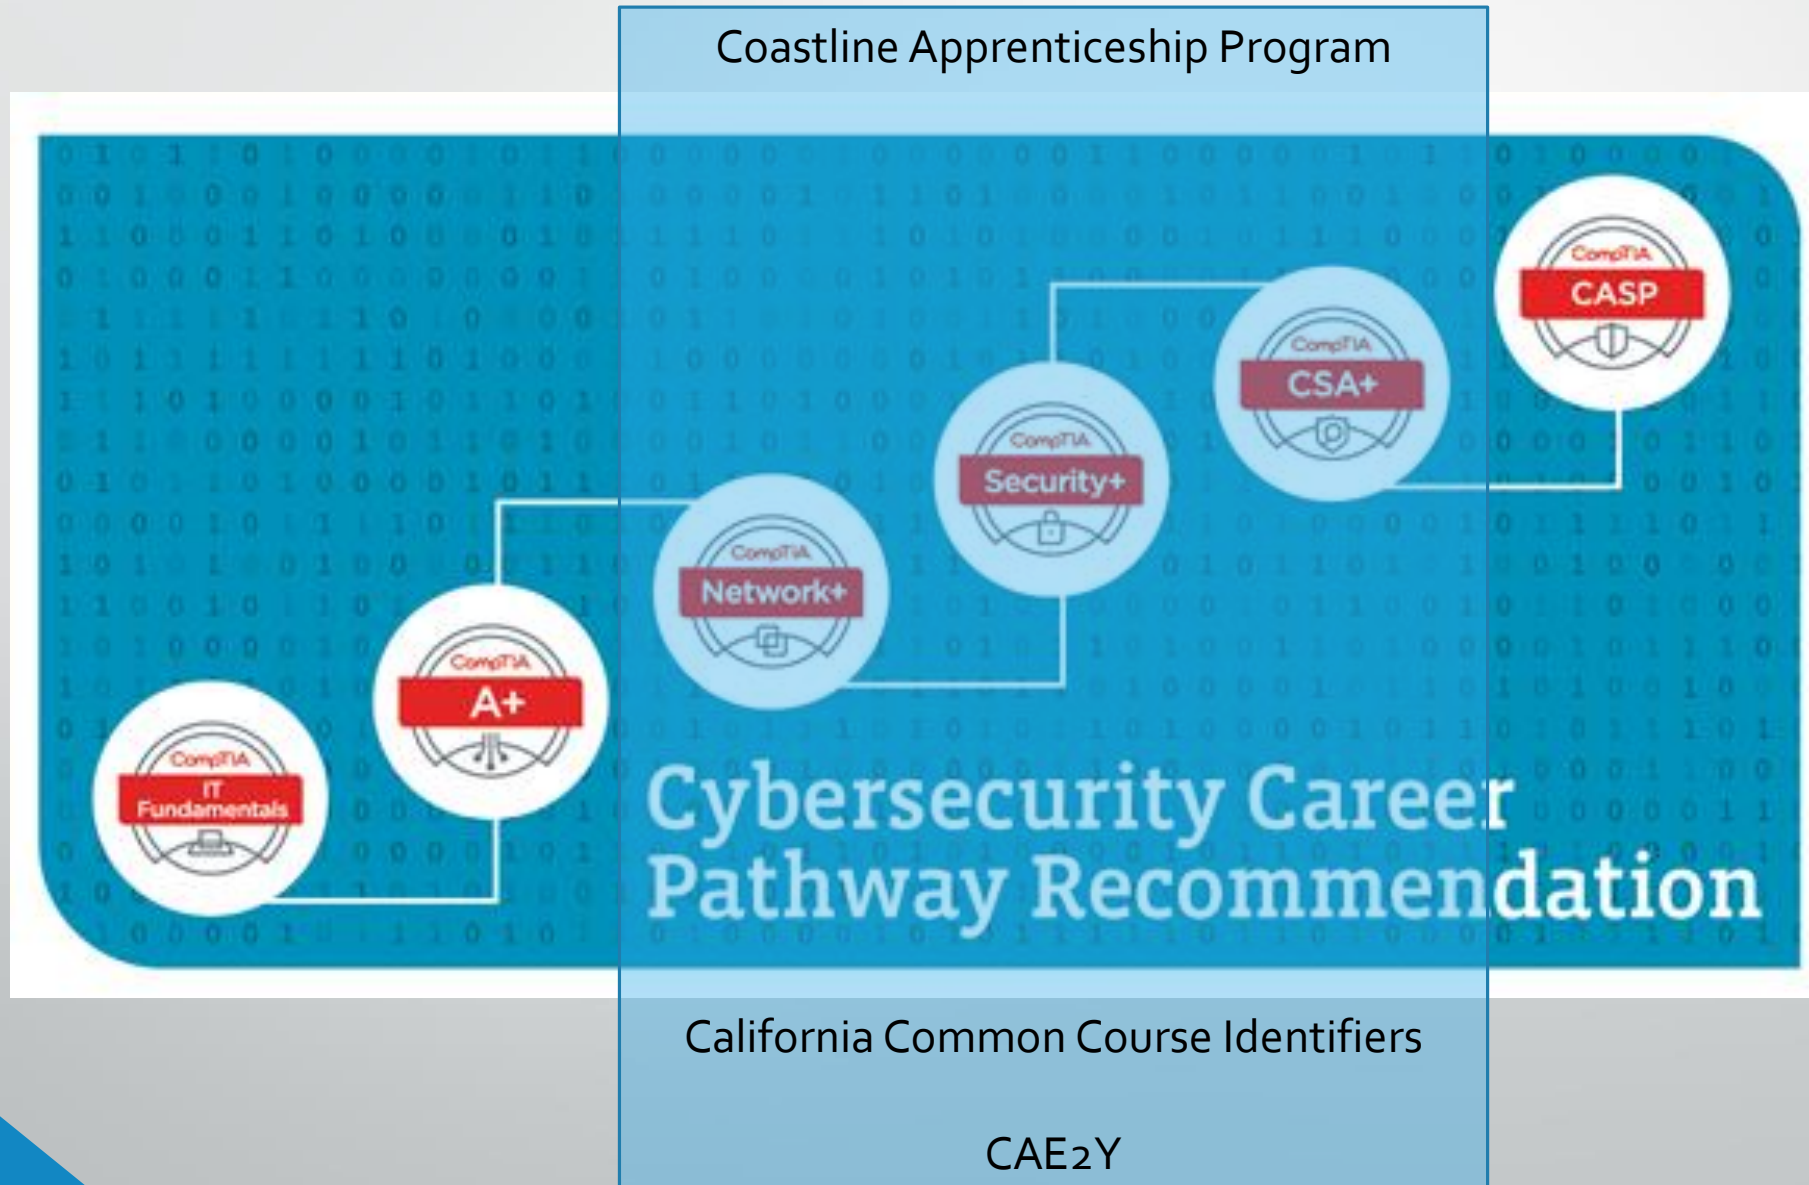 Coastline Apprenticeship Program
CompTIA
CASP
CompTIA
CSA+
CompTIA
Security+
CompTIA
Network+
CompTIA
A+
CompTIA
IT
Fundamentals
Cybersecurity Career
Pathway Recommendation
California Common Course Identifiers
CAE2Y